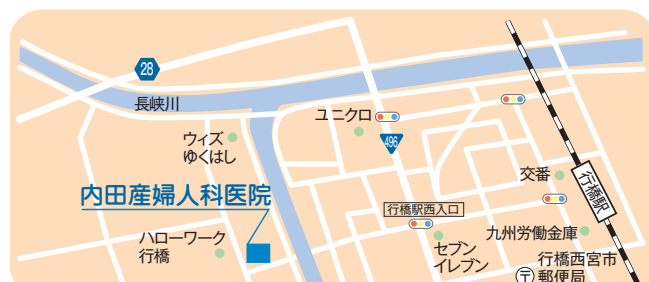 28
長峡川
ユニクロ
496
ウィズ
ゆくはし
交番
行橋駅
内田産婦人科医院
行橋駅西入口
ハローワーク
行橋
セブン
イレブン
九州労働金庫
行橋西宮市
〒郵便局